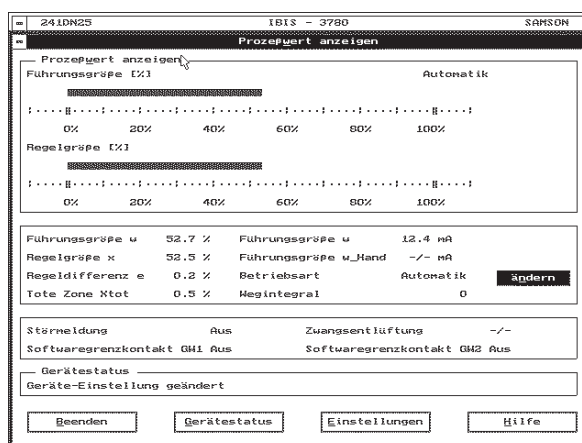 241DN25 IBIS - 3780 SAMSON
Prozeßwert anzeigen
Prozeßwert anzeigen
Führungsgröße [%] Automatik
0% 20% 40% 60% 80% 100%
Regelgröße [%]
0% 20% 40% 60% 80% 100%
Führungsgröße w 52.7 % Führungsgröße w 12.4 mA
Regelgröße x 52.5 % Führungsgröße w_Hand -/- mA
Regeldifferenz e 0.2 % Betriebsart Automatik ändern
Tote Zone Xtot 0.5 % Wegintegral 0
Störmeldung Aus Zwangsentlüftung -/-
Softwaregrenzkontakt GW1 Aus Softwaregrenzkontakt GW2 Aus
Gerätestatus
Geräte-Einstellung geändert
Beenden Gerätestatus Einstellungen Hilfe